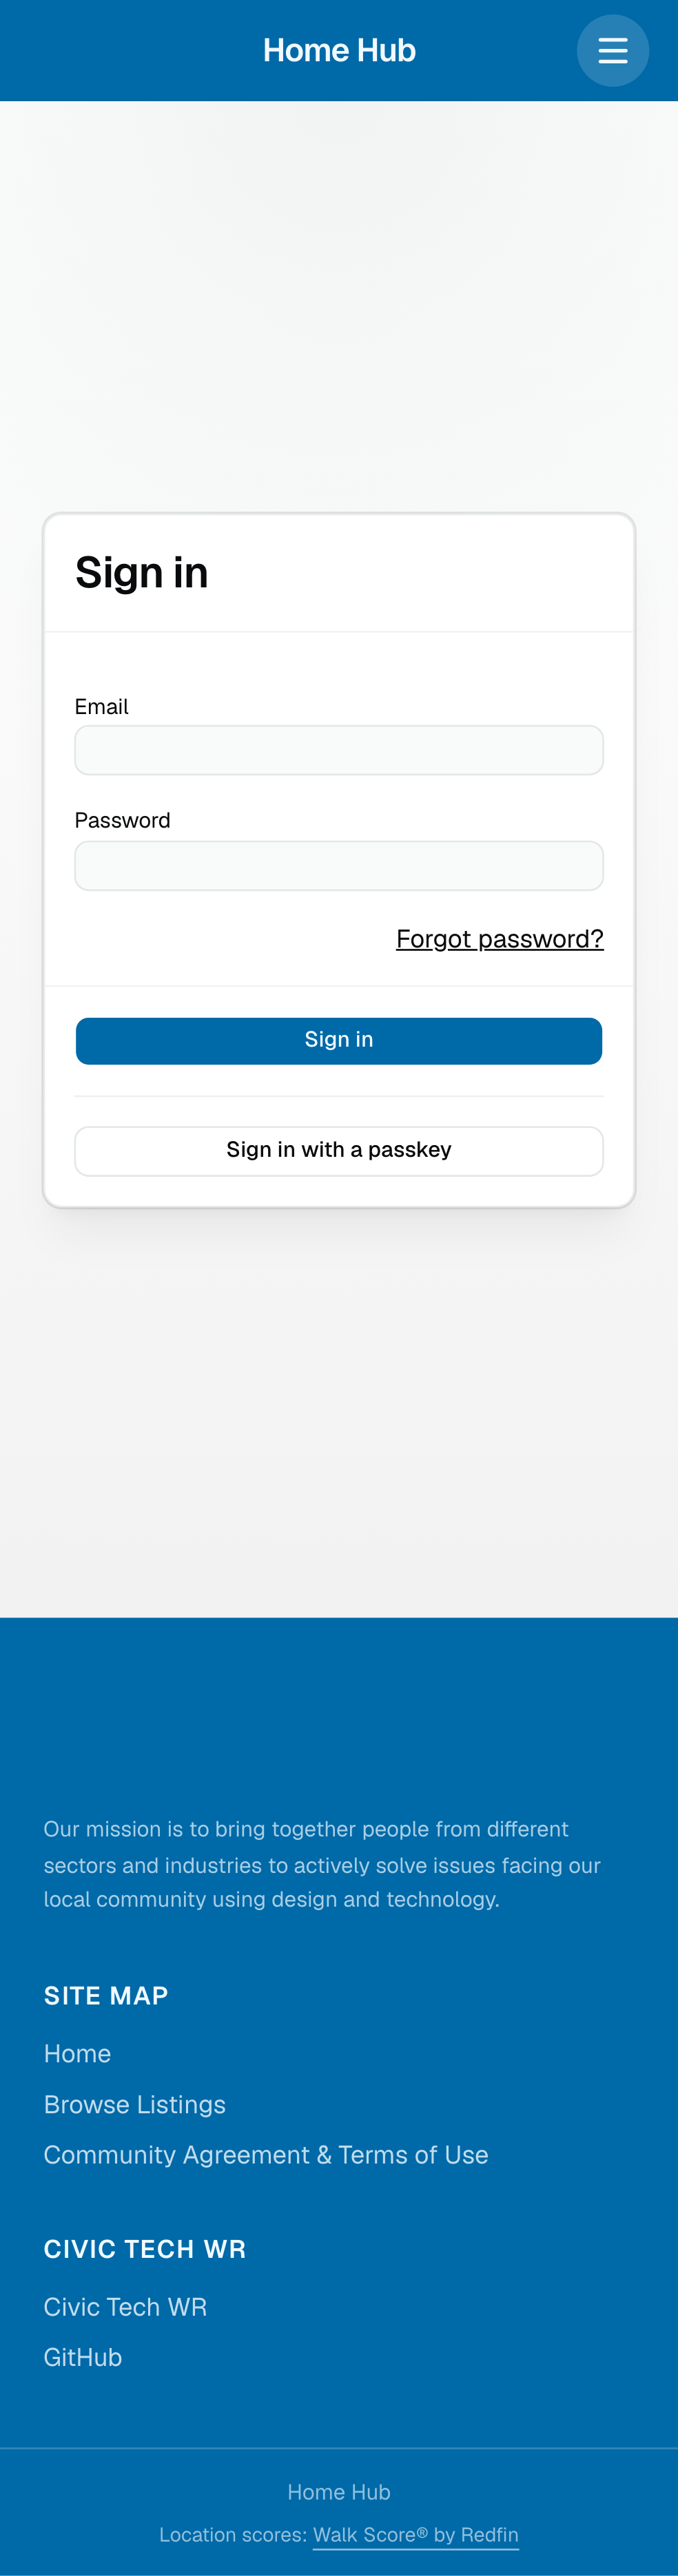 Home Hub
Sign in
Email
Password
Forgot password?
Sign in
Sign in with a passkey
Our mission is to bring together people from different
sectors and industries to actively solve issues facing our
local community using design and technology.
SITE MAP
Home
Browse Listings
Community Agreement & Terms of Use
CIVIC TECH WR
Civic Tech WR
GitHub
Home Hub
Location scores: Walk Score® by Redfin